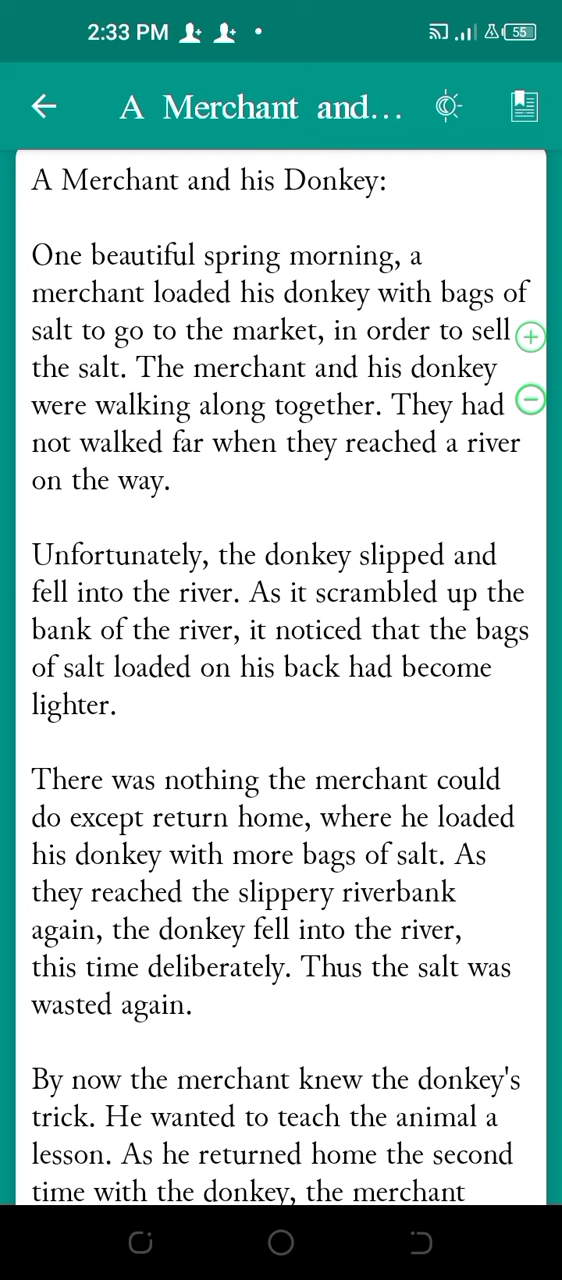 2:33 PM
55
A Merchant and...
A Merchant and his Donkey:
One beautiful spring morning, a
merchant loaded his donkey with bags of
salt to go to the market, in order to sell
the salt. The merchant and his donkey
were walking along together. They had
not walked far when they reached a river
on the way.
Unfortunately, the donkey slipped and
fell into the river. As it scrambled up the
bank of the river, it noticed that the bags
of salt loaded on his back had become
lighter.
There was nothing the merchant could
do except return home, where he loaded
his donkey with more bags of salt. As
they reached the slippery riverbank
again, the donkey fell into the river,
this time deliberately. Thus the salt was
wasted again.
By now the merchant knew the donkey's
trick. He wanted to teach the animal a
lesson. As he returned home the second
time with the donkey, the merchant